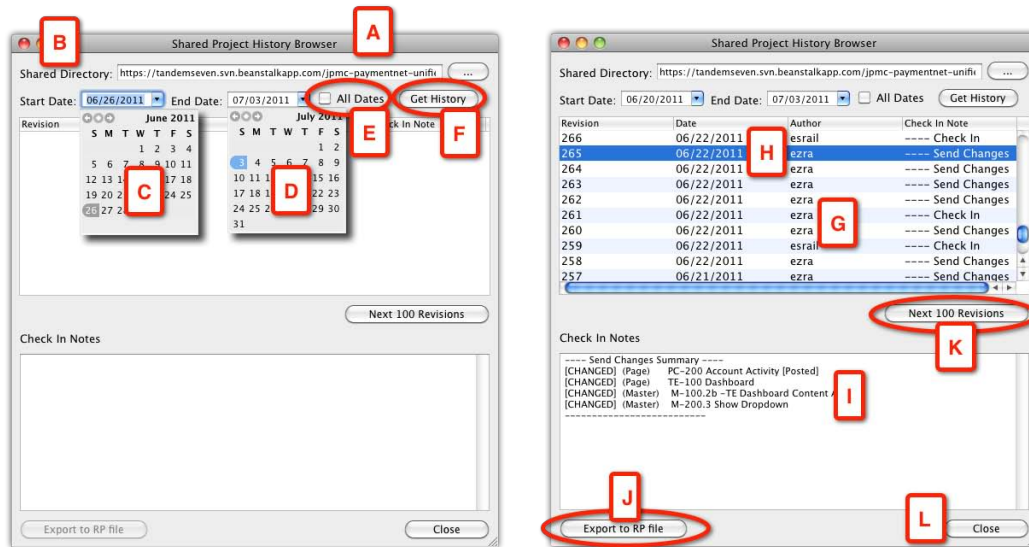 B
A
Shared Project History Browser
Shared Directory: https://tandemseven.svn.beanstalkapp.com/jpmc-paymentnet-unifie ...
Start Date: 06/26/2011 End Date: 07/03/2011 All Dates Get History
Revision Check In Note
June 2011
S M T W T F S
1 2 3 4
5 6 7 8 9 10 11
12 13 17 18
19 20 24 25
26 27
C
July 2011
S M T W T F S
1 2
3 4 5 6 7 8 9
10 11 15 16
17 18 22 23
24 25 29 30
31
D
E
F
Next 100 Revisions
Check In Notes
Export to RP file
Close
Shared Project History Browser
Shared Directory: https://tandemseven.svn.beanstalkapp.com/jpmc-paymentnet-unifie ...
Start Date: 06/20/2011 End Date: 07/03/2011 All Dates Get History
Revision Date Author Check In Note
266 06/22/2011 esrail ---- Check In
265 06/22/2011 ezra ---- Send Changes
264 06/22/2011 ezra ---- Send Changes
263 06/22/2011 ezra ---- Send Changes
262 06/22/2011 ezra ---- Send Changes
261 06/22/2011 ezra ---- Check In
260 06/22/2011 ezra ---- Send Changes
259 06/22/2011 esrail ---- Check In
258 06/22/2011 ezra ---- Send Changes
257 06/21/2011 ezra ---- Send Changes
H
G
Next 100 Revisions
K
Check In Notes
---- Send Changes Summary ----
[CHANGED] (Page) PC-200 Account Activity [Posted]
[CHANGED] (Page) TE-100 Dashboard
[CHANGED] (Master) M-100.2b -TE Dashboard Content
[CHANGED] (Master) M-200.3 Show Dropdown
----------------------------
I
J
Export to RP file
L
Close